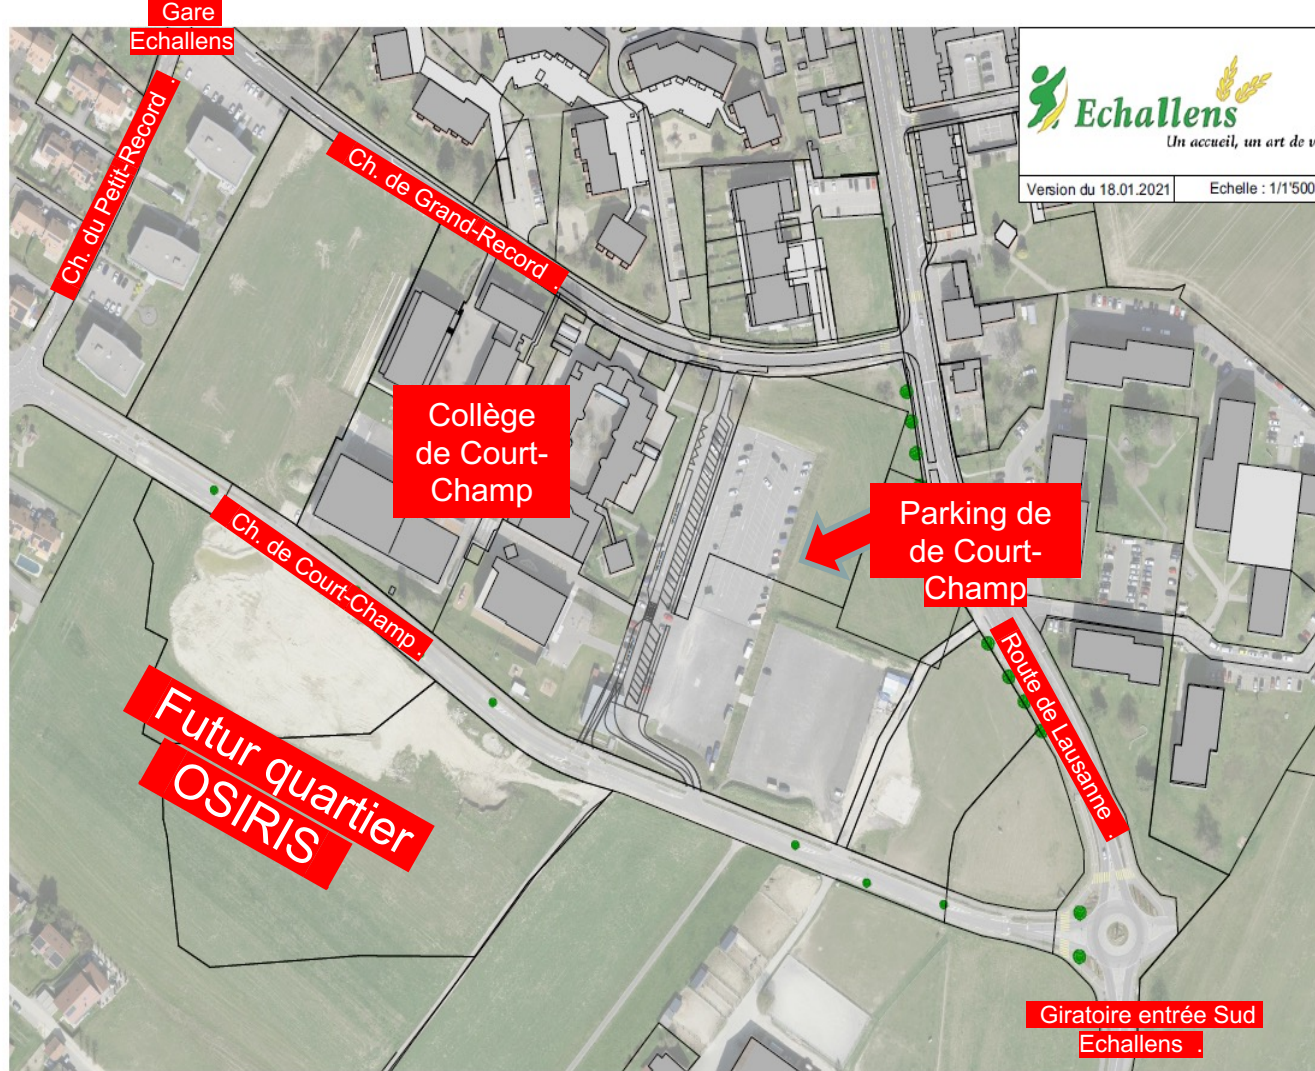 Gare
Echallens
Echallens
Un accueil, un art de v
Version du 18.01.2021
Echelle : 1/1'500
Ch. du Petit-Record .
Ch. de Grand-Record .
Collège
de Court-
Champ
Parking de
de Court-
Champ
Ch. de Court-Champ .
Route de Lausanne .
Futur quartier
OSIRIS
Giratoire entrée Sud
Echallens .